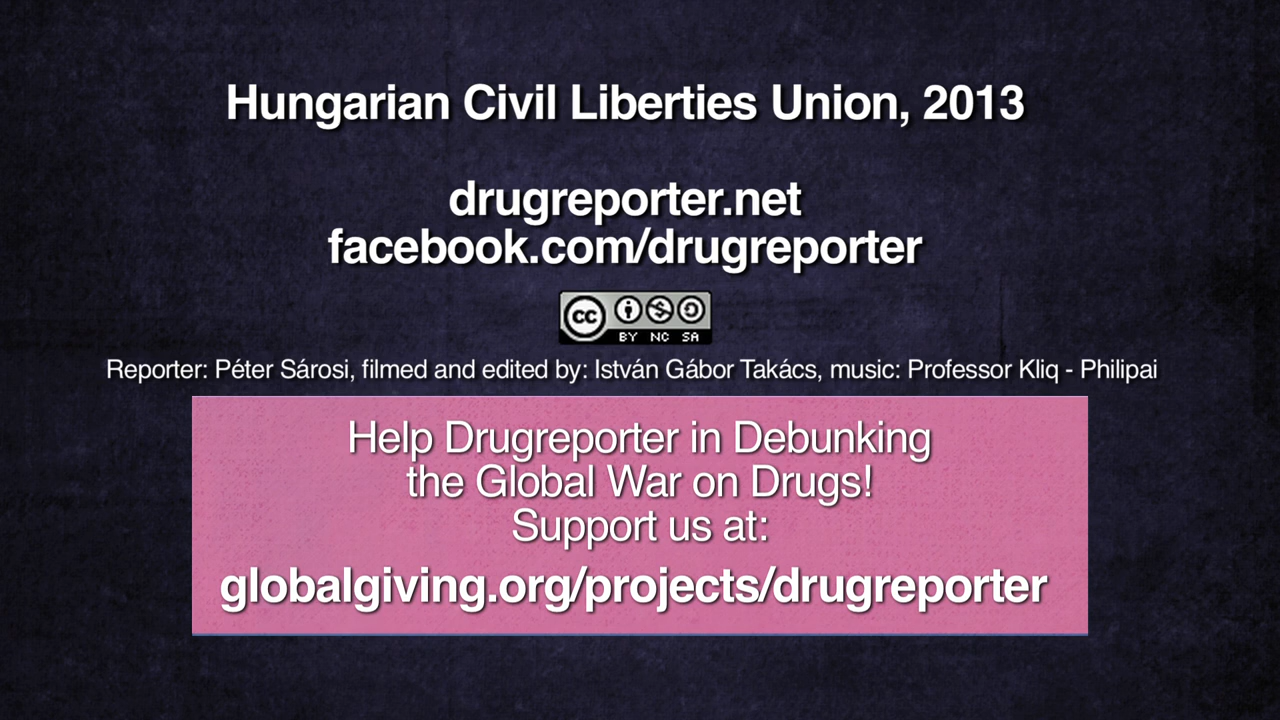 Hungarian Civil Liberties Union, 2013
drugreporter.net
facebook.com/drugreporter
cc
BY NC SA
Reporter: Péter Sárosi, filmed and edited by: István Gábor Takács, music: Professor Kliq - Philipai
Help Drugreporter in Debunking
the Global War on Drugs!
Support us at:
globalgiving.org/projects/drugreporter